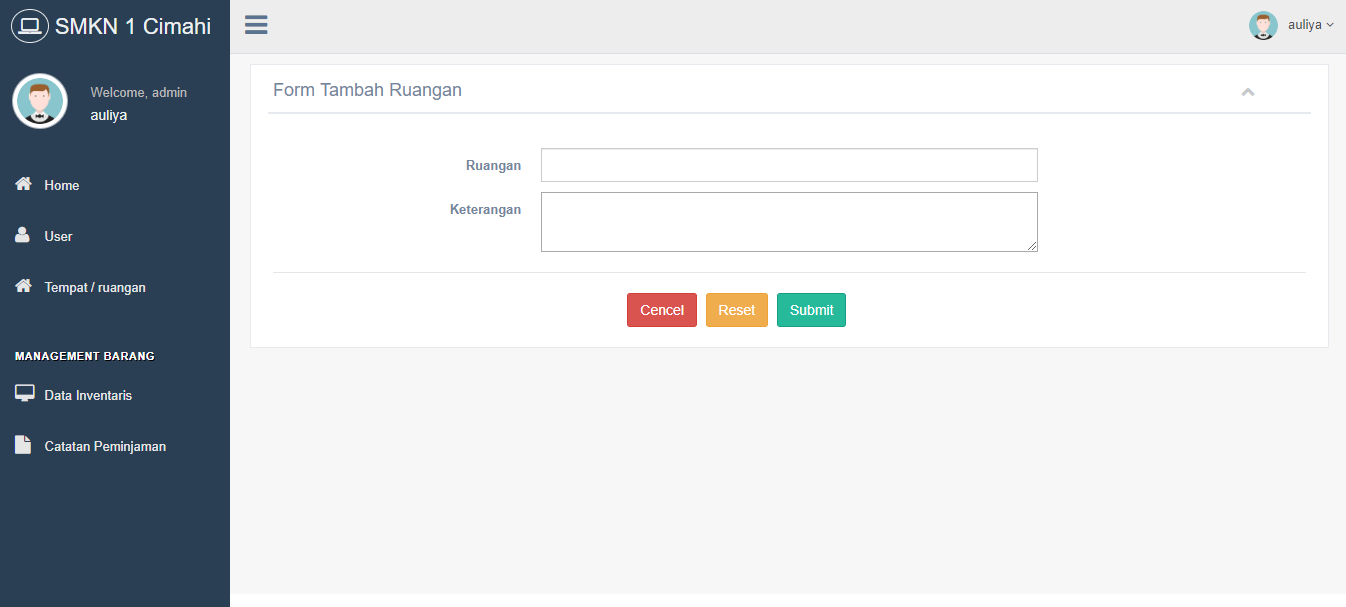 SMKN 1 Cimahi
auliya
Welcome, admin
auliya
Home
User
Tempat / ruangan
MANAGEMENT BARANG
Data Inventaris
Catatan Peminjaman
Form Tambah Ruangan
Ruangan
Keterangan
Cencel Reset Submit